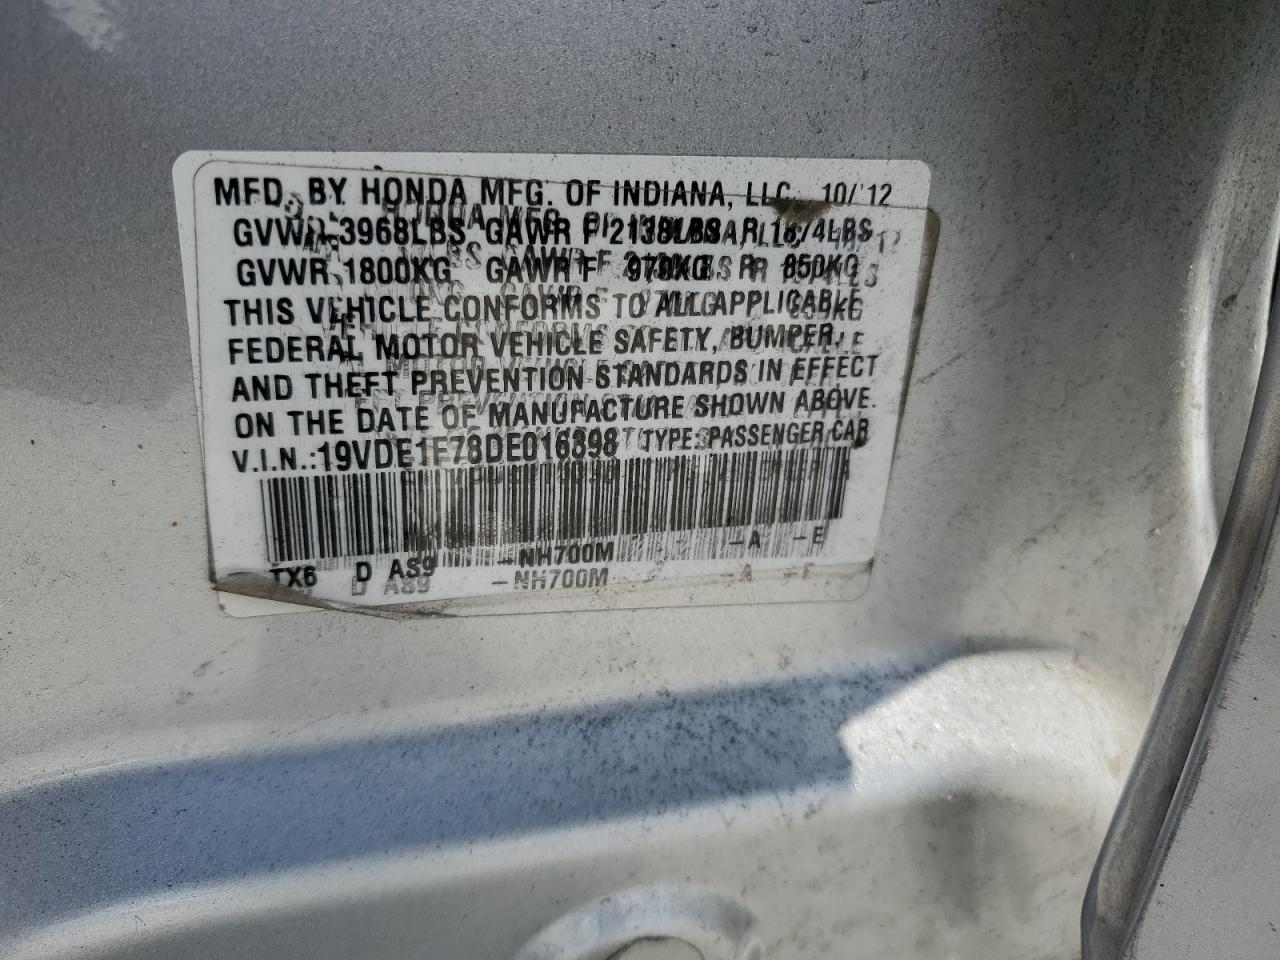 MFD. BY HONDA MFG. OF INDIANA, LLC. 10/'12
GVWR 3968LBS GAWR F 2138LBS R 1874LBS
GVWR 1800KG GAWR F 970KG R 850KG
THIS VEHICLE CONFORMS TO ALL APPLICABLE
FEDERAL MOTOR VEHICLE SAFETY, BUMPER,
AND THEFT PREVENTION STANDARDS IN EFFECT
ON THE DATE OF MANUFACTURE SHOWN ABOVE.
V.I.N.:19VDE1F78DE016398 TYPE:PASSENGER CAR
TX6 D AS9 -NH700M -A -E
D AS9 -NH700M -A